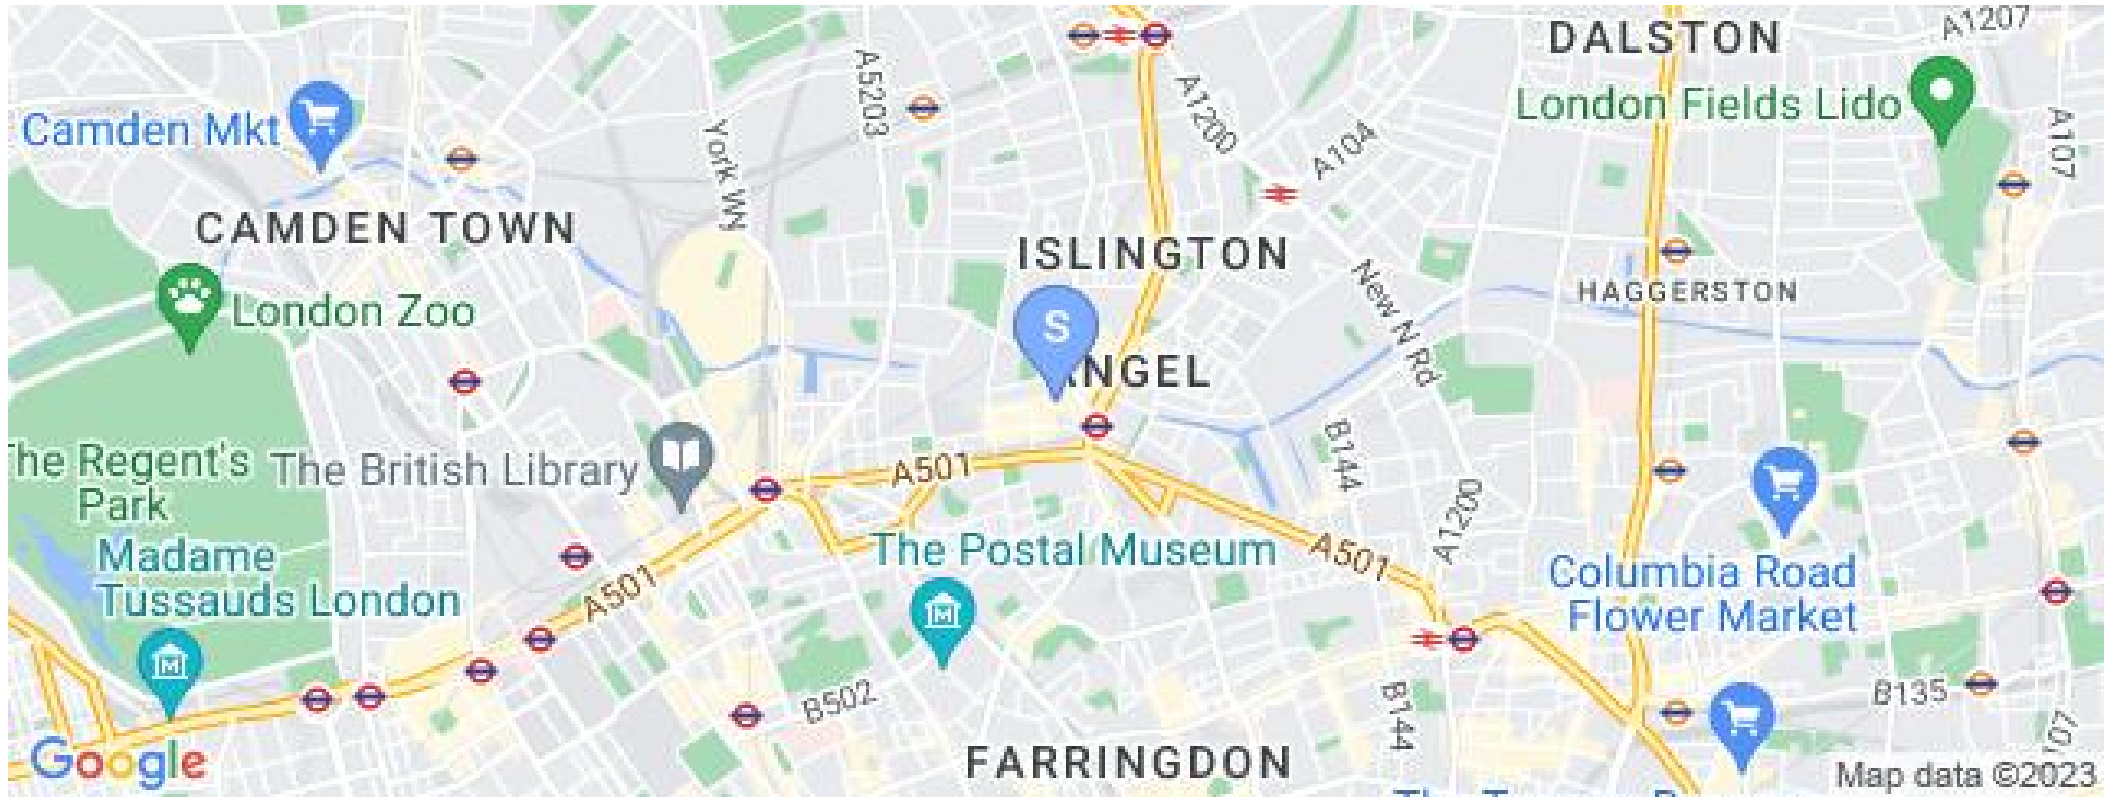 A1207
DALSTON
London Fields Lido
A5203
A1200
A104
A107
Camden Mkt
York Wy
CAMDEN TOWN
ISLINGTON
London Zoo
HAGGERSTON
New N Rd
S
ANGEL
B144
The Regent's
Park
The British Library
A501
A1200
Madame
Tussauds London
A501
The Postal Museum
A501
Columbia Road
Flower Market
B502
B144
B135
Google
FARRINGDON
Map data ©2023